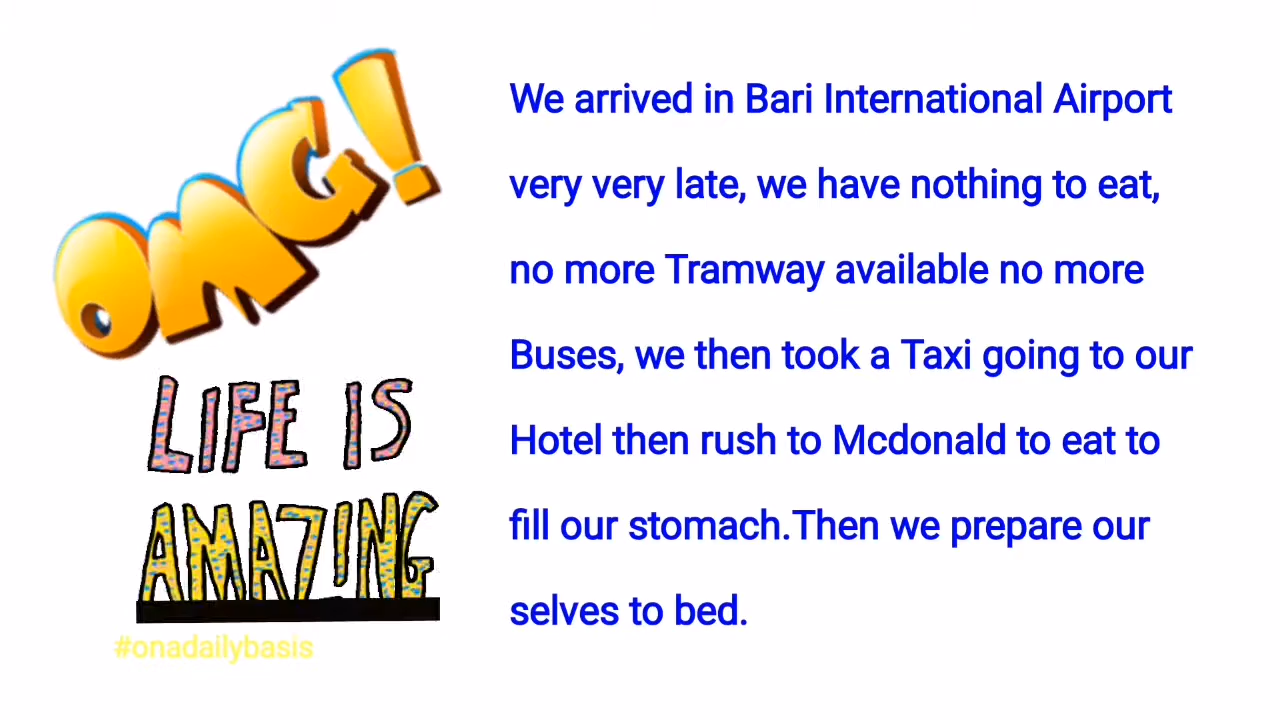 OMG!
LIFE IS
AMAZING
#onadailybasis
We arrived in Bari International Airport
very very late, we have nothing to eat,
no more Tramway available no more
Buses, we then took a Taxi going to our
Hotel then rush to Mcdonald to eat to
fill our stomach.Then we prepare our
selves to bed.